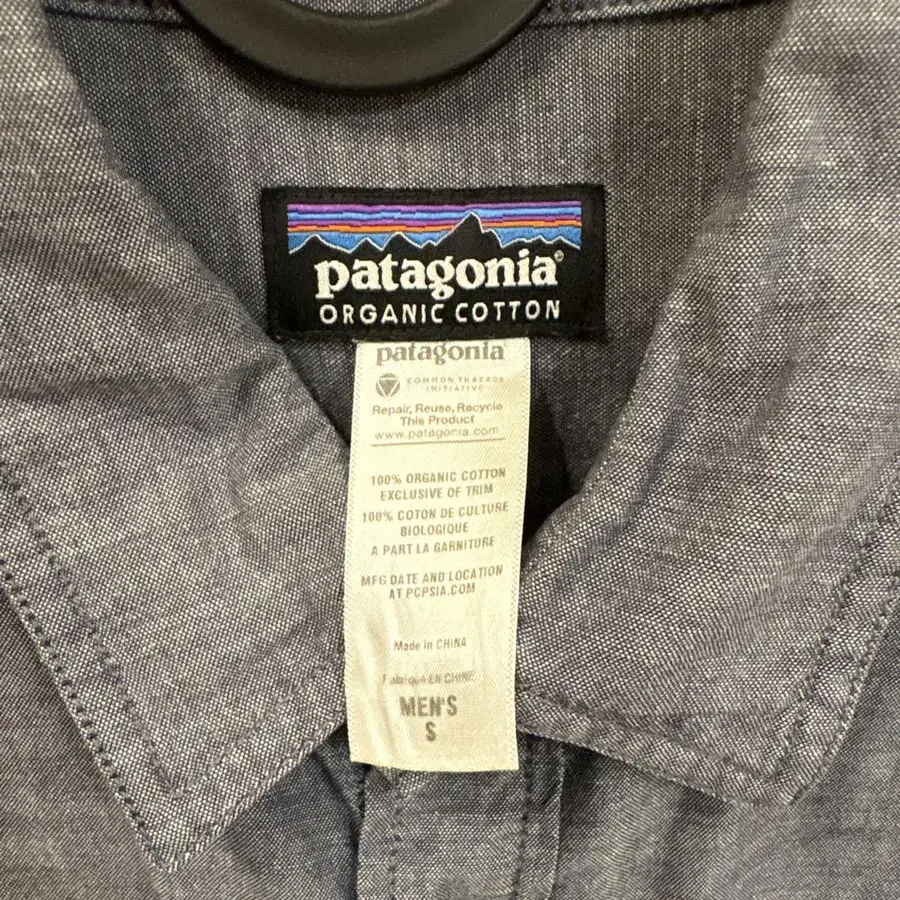 patagonia®
ORGANIC COTTON
patagonia
COMMON THREADS
INITIATIVE
Repair, Reuse, Recycle
This Product
www.patagonia.com
100% ORGANIC COTTON
EXCLUSIVE OF TRIM
100% COTON DE CULTURE
BIOLOGIQUE
A PART LA GARNITURE
MFG DATE AND LOCATION
AT PCPSIA.COM
Made in CHINA
Fabriqué EN CHINE
MEN'S
S